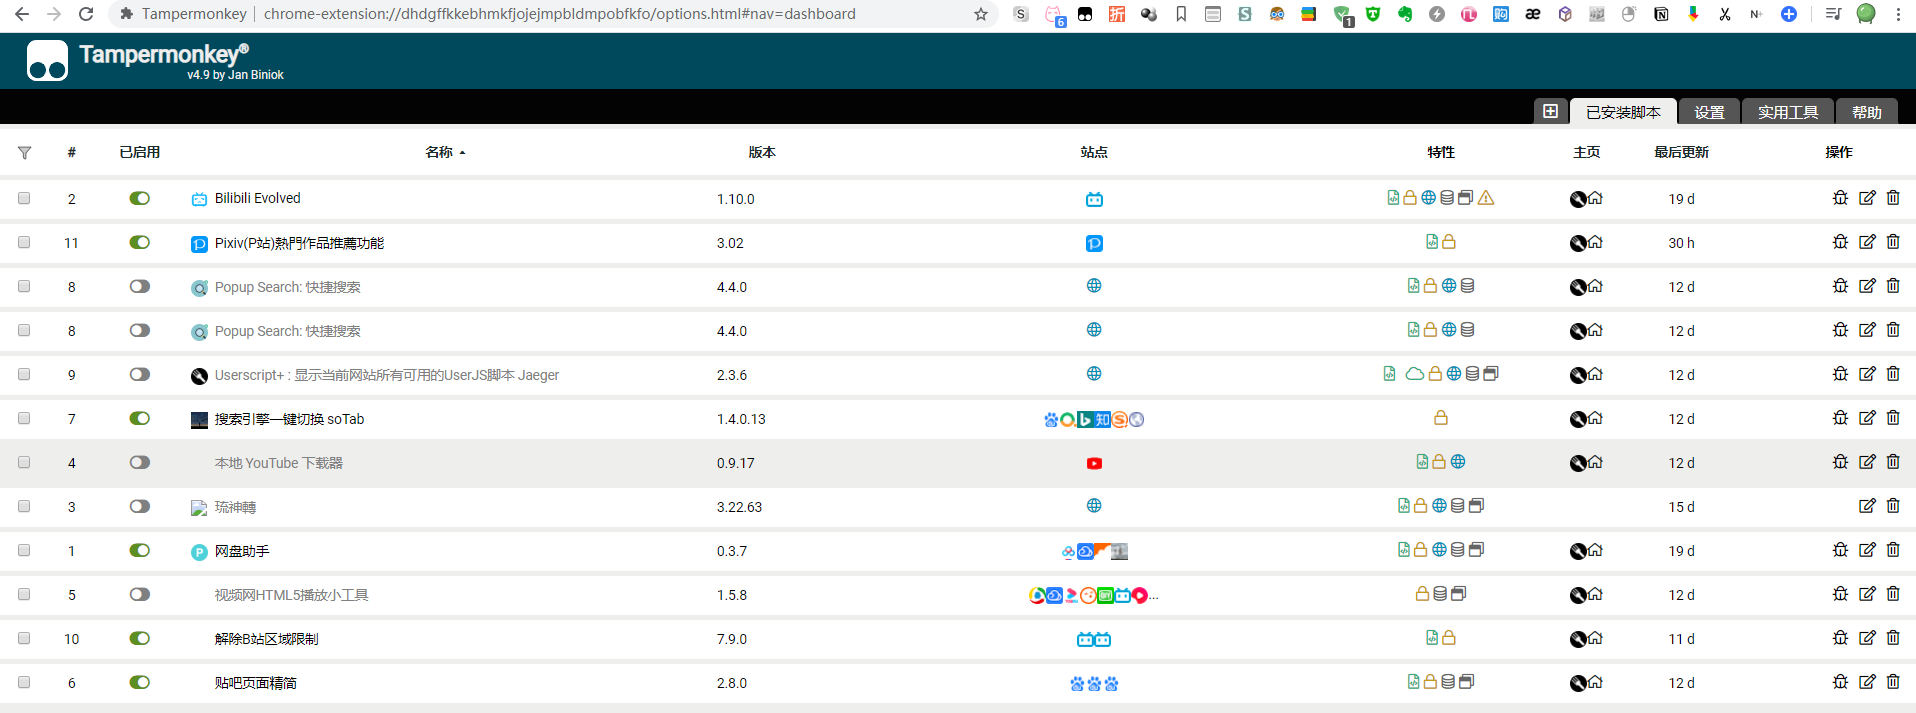 Tampermonkey | chrome-extension://dhdgffkkebhmkfjojejmpbldmpobfkfo/options.html#nav=dashboard
Tampermonkey®
v4.9 by Jan Biniok
已安装脚本 设置 实用工具 帮助
# 已启用 名称 版本 站点 特性 主页 最后更新 操作
2 Bilibili Evolved 1.10.0 19 d
11 Pixiv(P站)熱門作品推薦功能 3.02 30 h
8 Popup Search: 快捷搜索 4.4.0 12 d
8 Popup Search: 快捷搜索 4.4.0 12 d
9 Userscript+ : 显示当前网站所有可用的UserJS脚本 Jaeger 2.3.6 12 d
7 搜索引擎一键切换 soTab 1.4.0.13 知 12 d
4 本地 YouTube 下载器 0.9.17 12 d
3 琉神轉 3.22.63 15 d
1 网盘助手 0.3.7 19 d
5 视频网HTML5播放小工具 1.5.8 ... 12 d
10 解除B站区域限制 7.9.0 11 d
6 贴吧页面精简 2.8.0 12 d